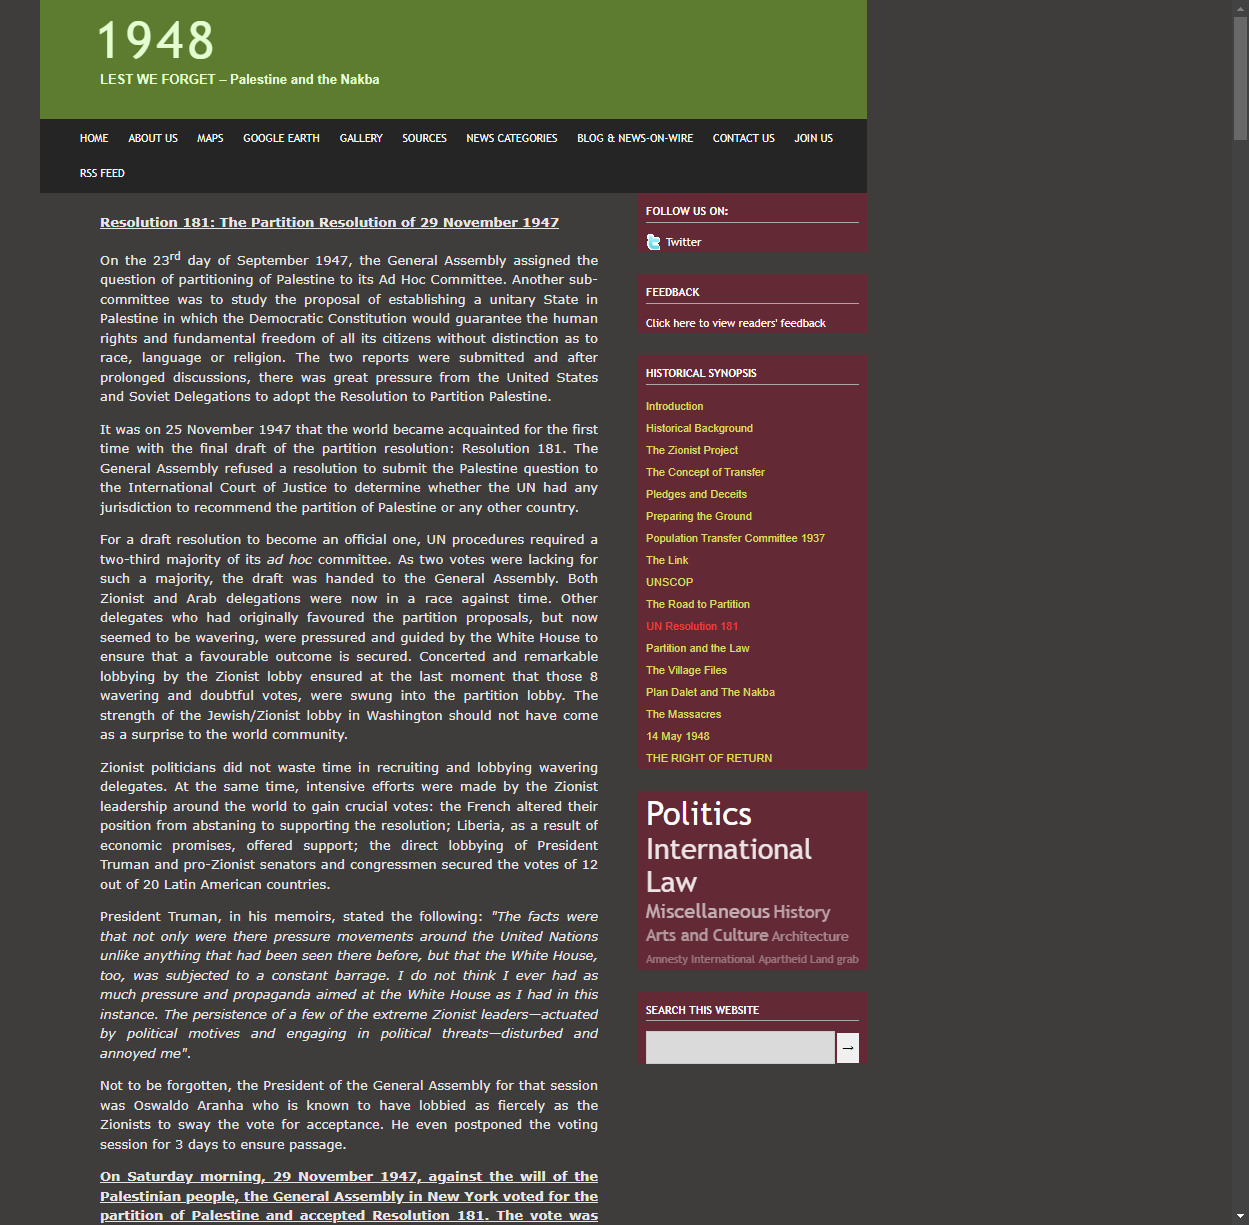 1948
LEST WE FORGET – Palestine and the Nakba
HOME ABOUT US MAPS GOOGLE EARTH GALLERY SOURCES NEWS CATEGORIES BLOG & NEWS-ON-WIRE CONTACT US JOIN US
RSS FEED
Resolution 181: The Partition Resolution of 29 November 1947
On the 23rd day of September 1947, the General Assembly assigned the
question of partitioning of Palestine to its Ad Hoc Committee. Another sub-
committee was to study the proposal of establishing a unitary State in
Palestine in which the Democratic Constitution would guarantee the human
rights and fundamental freedom of all its citizens without distinction as to
race, language or religion. The two reports were submitted and after
prolonged discussions, there was great pressure from the United States
and Soviet Delegations to adopt the Resolution to Partition Palestine.
It was on 25 November 1947 that the world became acquainted for the first
time with the final draft of the partition resolution: Resolution 181. The
General Assembly refused a resolution to submit the Palestine question to
the International Court of Justice to determine whether the UN had any
jurisdiction to recommend the partition of Palestine or any other country.
For a draft resolution to become an official one, UN procedures required a
two-third majority of its ad hoc committee. As two votes were lacking for
such a majority, the draft was handed to the General Assembly. Both
Zionist and Arab delegations were now in a race against time. Other
delegates who had originally favoured the partition proposals, but now
seemed to be wavering, were pressured and guided by the White House to
ensure that a favourable outcome is secured. Concerted and remarkable
lobbying by the Zionist lobby ensured at the last moment that those 8
wavering and doubtful votes, were swung into the partition lobby. The
strength of the Jewish/Zionist lobby in Washington should not have come
as a surprise to the world community.
Zionist politicians did not waste time in recruiting and lobbying wavering
delegates. At the same time, intensive efforts were made by the Zionist
leadership around the world to gain crucial votes: the French altered their
position from abstaning to supporting the resolution; Liberia, as a result of
economic promises, offered support; the direct lobbying of President
Truman and pro-Zionist senators and congressmen secured the votes of 12
out of 20 Latin American countries.
President Truman, in his memoirs, stated the following: "The facts were
that not only were there pressure movements around the United Nations
unlike anything that had been seen there before, but that the White House,
too, was subjected to a constant barrage. I do not think I ever had as
much pressure and propaganda aimed at the White House as I had in this
instance. The persistence of a few of the extreme Zionist leaders—actuated
by political motives and engaging in political threats—disturbed and
annoyed me".
Not to be forgotten, the President of the General Assembly for that session
was Oswaldo Aranha who is known to have lobbied as fiercely as the
Zionists to sway the vote for acceptance. He even postponed the voting
session for 3 days to ensure passage.
On Saturday morning, 29 November 1947, against the will of the
Palestinian people, the General Assembly in New York voted for the
partition of Palestine and accepted Resolution 181. The vote was
FOLLOW US ON:
Twitter
FEEDBACK
Click here to view readers' feedback
HISTORICAL SYNOPSIS
Introduction
Historical Background
The Zionist Project
The Concept of Transfer
Pledges and Deceits
Preparing the Ground
Population Transfer Committee 1937
The Link
UNSCOP
The Road to Partition
UN Resolution 181
Partition and the Law
The Village Files
Plan Dalet and The Nakba
The Massacres
14 May 1948
THE RIGHT OF RETURN
Politics
International
Law
Miscellaneous History
Arts and Culture Architecture
Amnesty International Apartheid Land grab
SEARCH THIS WEBSITE
→